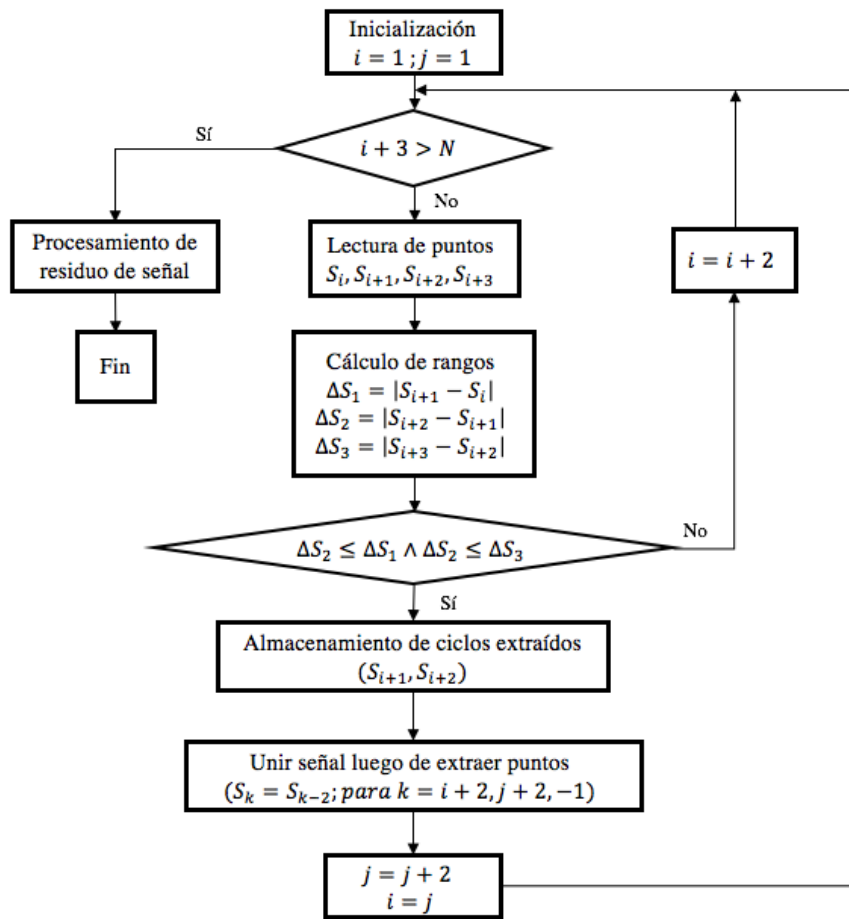 Inicialización
i = 1 ; j = 1
i + 3 > N
Sí
No
Procesamiento de
residuo de señal
Fin
Lectura de puntos
S_i, S_{i+1}, S_{i+2}, S_{i+3}
i = i + 2
Cálculo de rangos
ΔS_1 = |S_{i+1} − S_i|
ΔS_2 = |S_{i+2} − S_{i+1}|
ΔS_3 = |S_{i+3} − S_{i+2}|
ΔS_2 ≤ ΔS_1 ∧ ΔS_2 ≤ ΔS_3
No
Sí
Almacenamiento de ciclos extraídos
(S_{i+1}, S_{i+2})
Unir señal luego de extraer puntos
(S_k = S_{k−2}; para k = i + 2, j + 2, −1)
j = j + 2
i = j